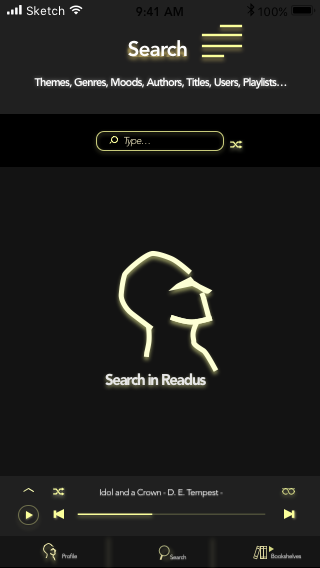 Sketch 9:41 AM 100%
Search
Themes, Genres, Moods, Authors, Titles, Users, Playlists...
Type...
Search in Readus
Idol and a Crown - D. E. Tempest -
Profile Search Bookshelves